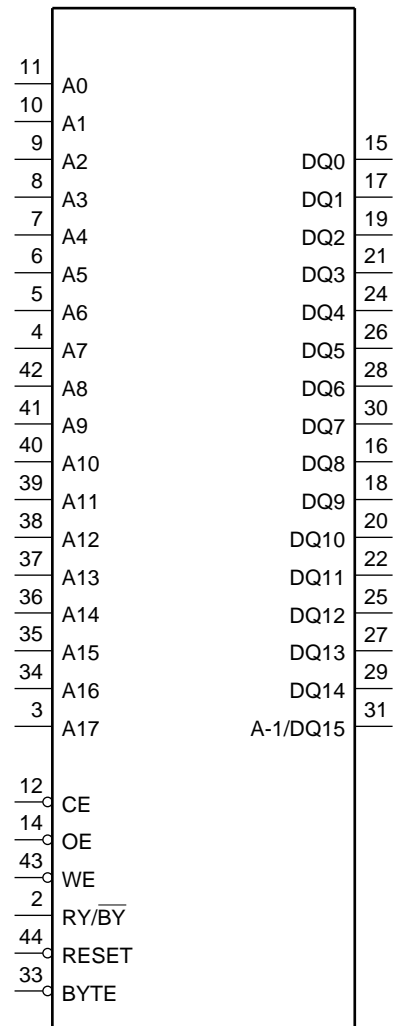 11
A0
10
A1
9
A2
8
A3
7
A4
6
A5
5
A6
4
A7
42
A8
41
A9
40
A10
39
A11
38
A12
37
A13
36
A14
35
A15
34
A16
3
A17
12
CE
14
OE
43
WE
2
RY/B̅Y̅
44
RESET
33
BYTE
15
DQ0
17
DQ1
19
DQ2
21
DQ3
24
DQ4
26
DQ5
28
DQ6
30
DQ7
16
DQ8
18
DQ9
20
DQ10
22
DQ11
25
DQ12
27
DQ13
29
DQ14
31
A-1/DQ15